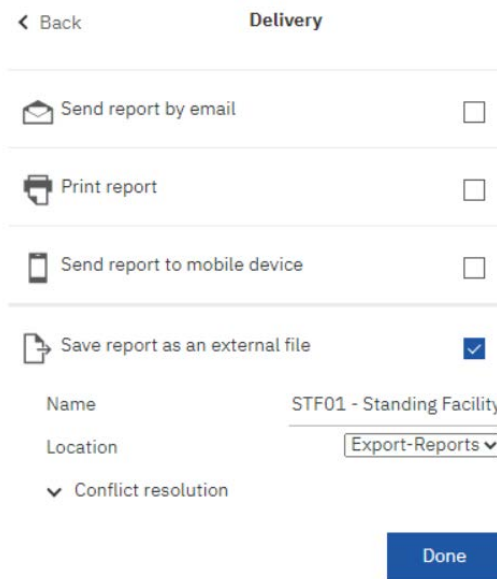 Back
Delivery
Send report by email
Print report
Send report to mobile device
Save report as an external file
Name
STF01 - Standing Facility
Location
Export-Reports
Conflict resolution
Done